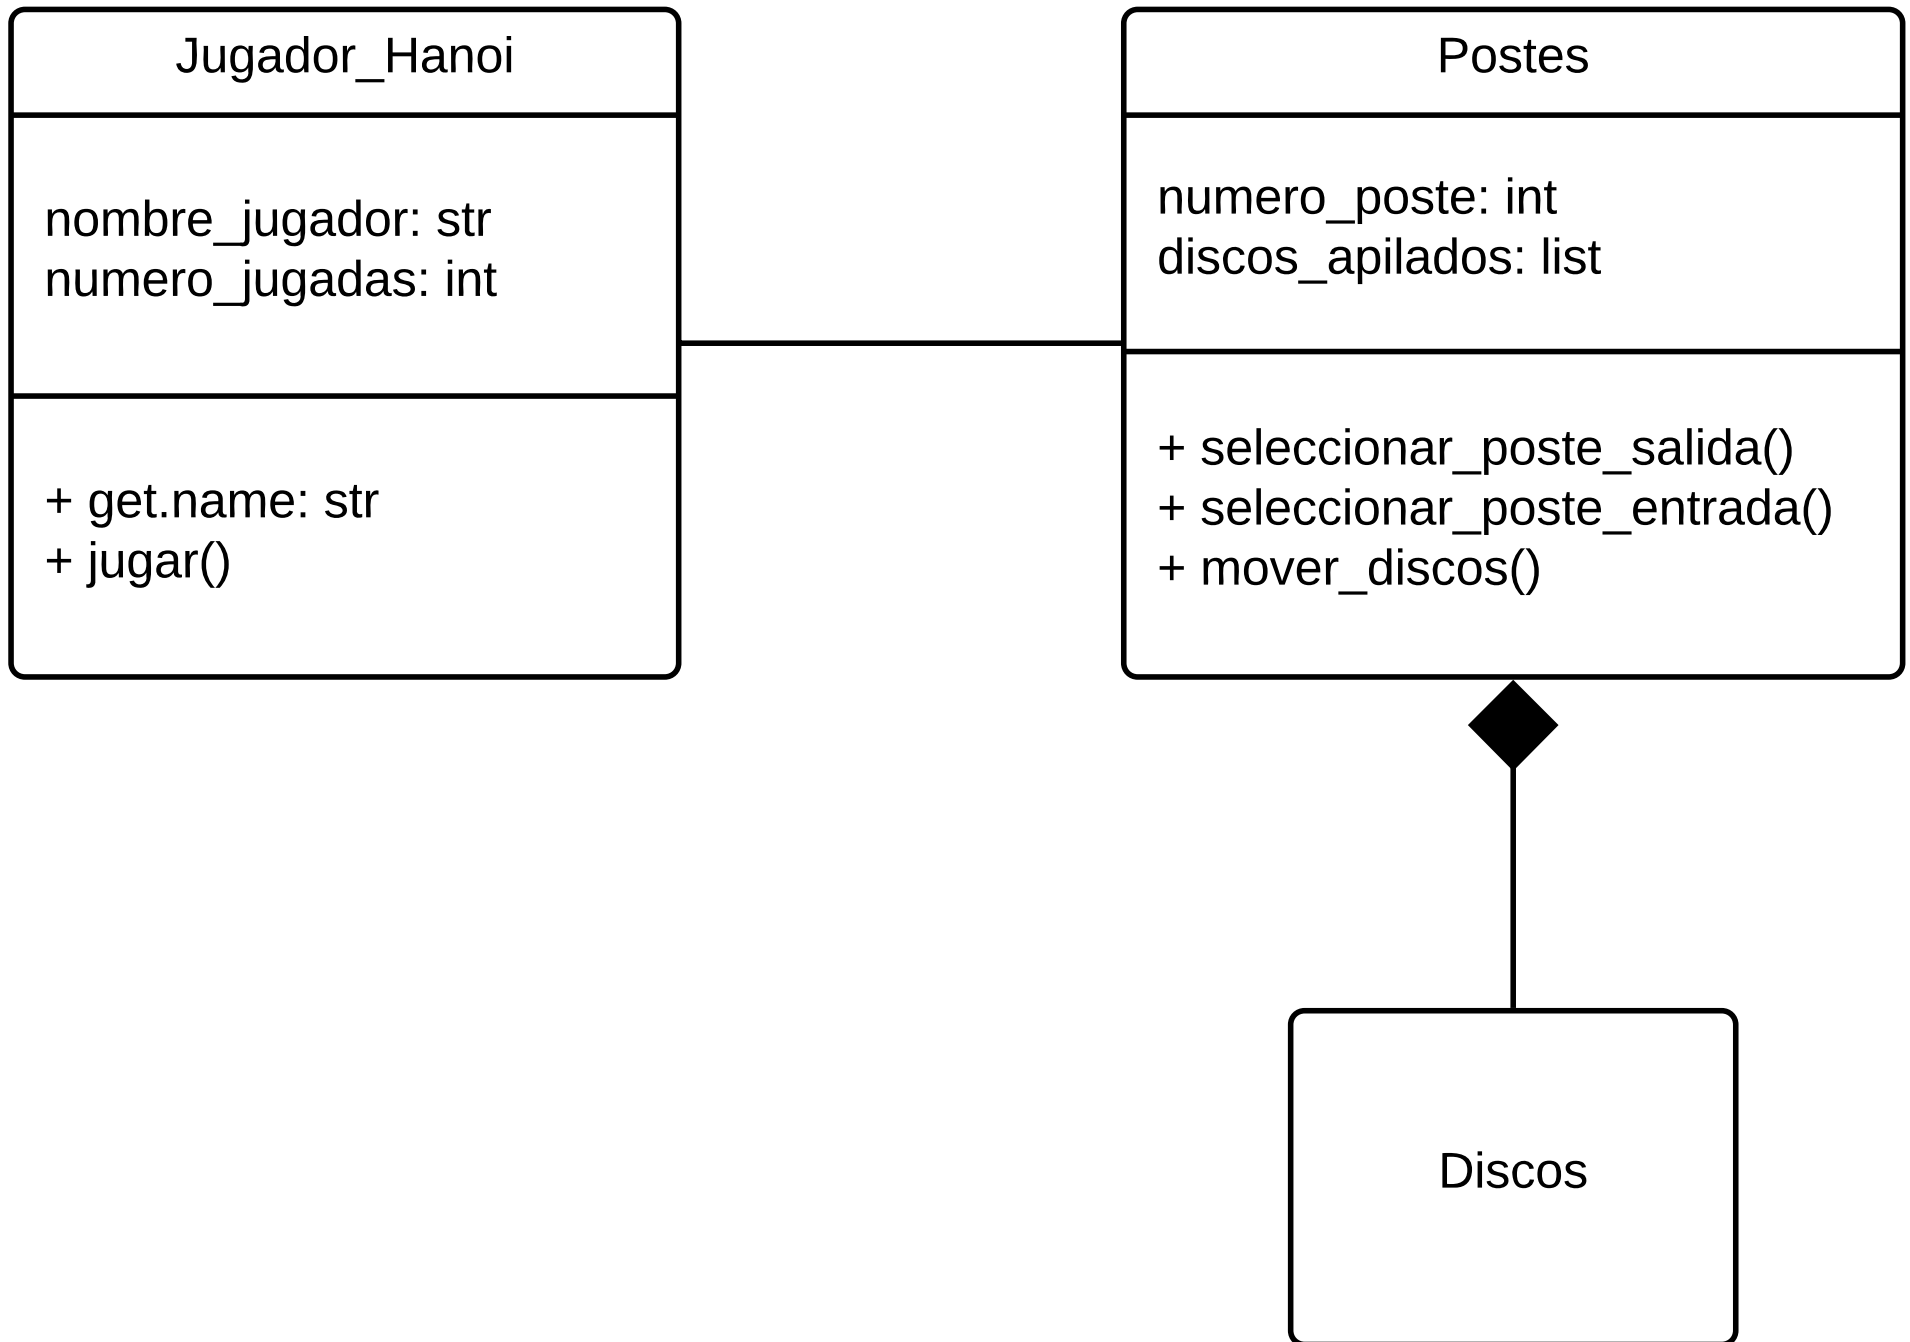 Jugador_Hanoi
nombre_jugador: str
numero_jugadas: int
+ get.name: str
+ jugar()
Postes
numero_poste: int
discos_apilados: list
+ seleccionar_poste_salida()
+ seleccionar_poste_entrada()
+ mover_discos()
Discos